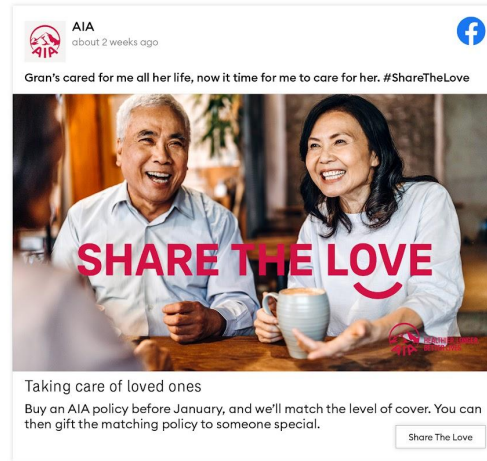 AIA
about 2 weeks ago
AIA
Gran's cared for me all her life, now it time for me to care for her. #ShareTheLove
SHARE THE LOVE
AIA
Taking care of loved ones
Buy an AIA policy before January, and we'll match the level of cover. You can
then gift the matching policy to someone special.
Share The Love